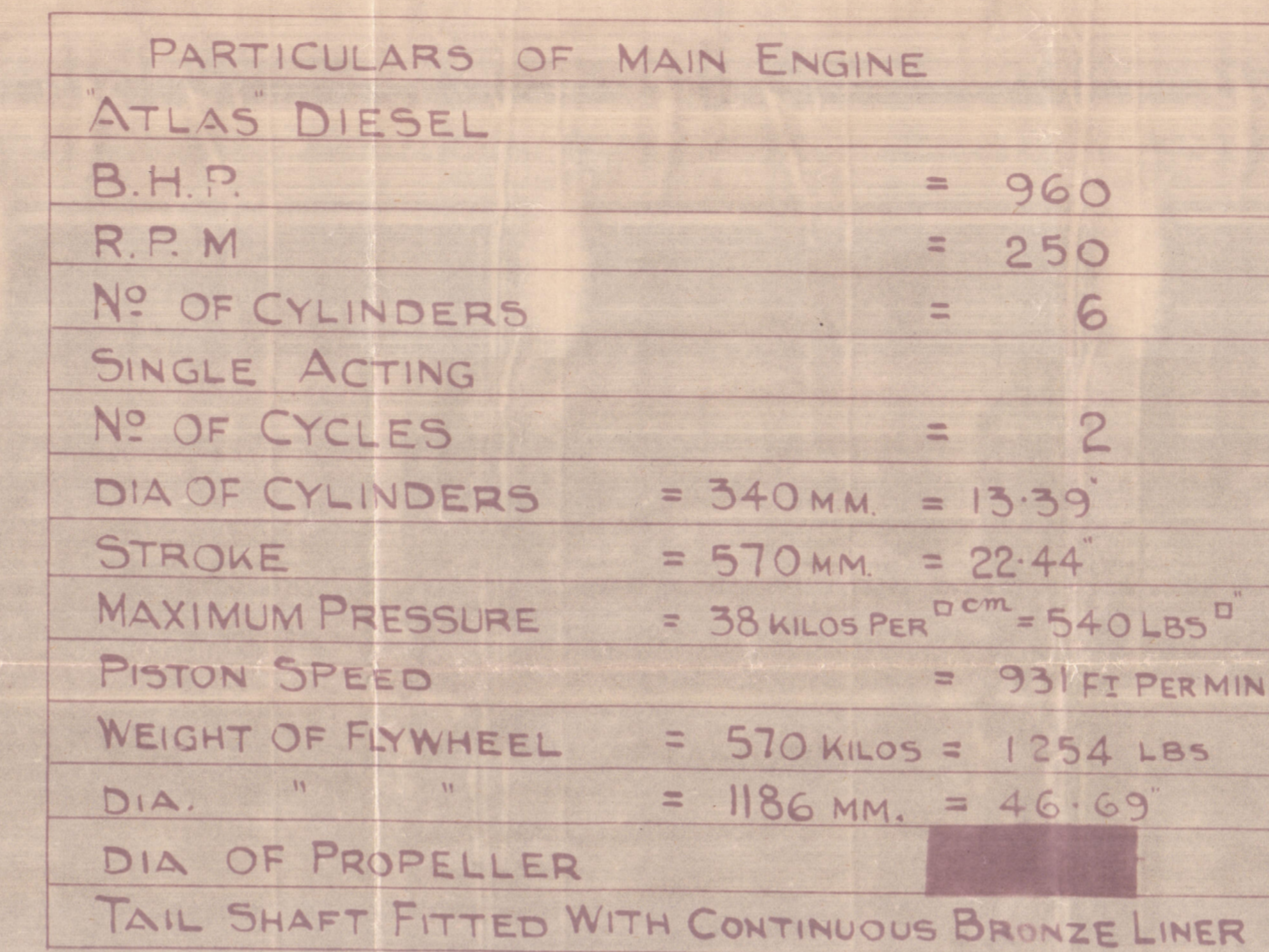 PARTICULARS OF MAIN ENGINE
"ATLAS" DIESEL
B.H.P. = 960
R.P.M = 250
Nº OF CYLINDERS = 6
SINGLE ACTING
Nº OF CYCLES = 2
DIA OF CYLINDERS = 340 M.M. = 13·39"
STROKE = 570 MM. = 22·44"
MAXIMUM PRESSURE = 38 KILOS PER □ cm = 540 LBS □"
PISTON SPEED = 931 FT PER MIN
WEIGHT OF FLYWHEEL = 570 KILOS = 1254 LBS
DIA. " " = 1186 MM. = 46·69"
DIA OF PROPELLER
TAIL SHAFT FITTED WITH CONTINUOUS BRONZE LINER